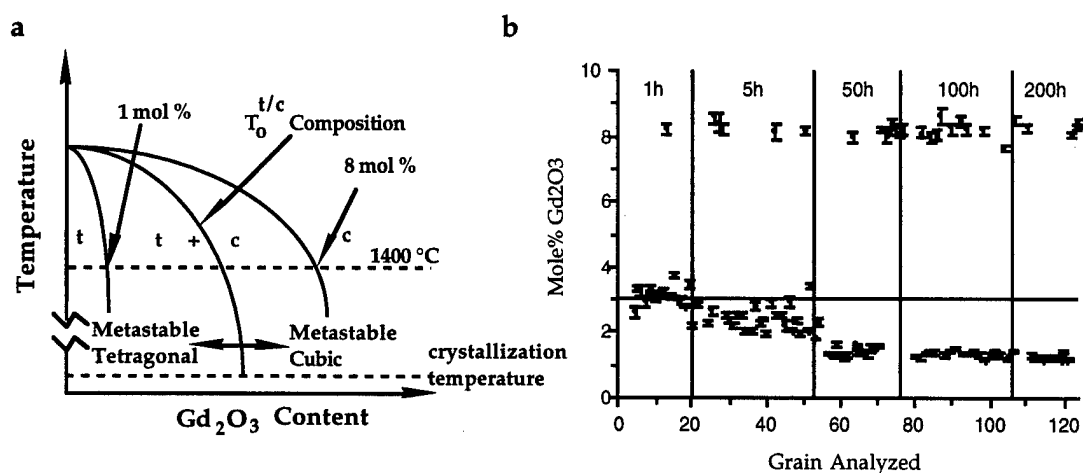 a
b
Temperature
1 mol %
T₀ᵗ/ᶜ Composition
8 mol %
t
t + c
c
1400 °C
Metastable
Tetragonal
Metastable
Cubic
crystallization
temperature
Gd₂O₃ Content
Mole% Gd2O3
10
8
6
4
3
2
0
1h
5h
50h
100h
200h
0
20
40
60
80
100
120
Grain Analyzed